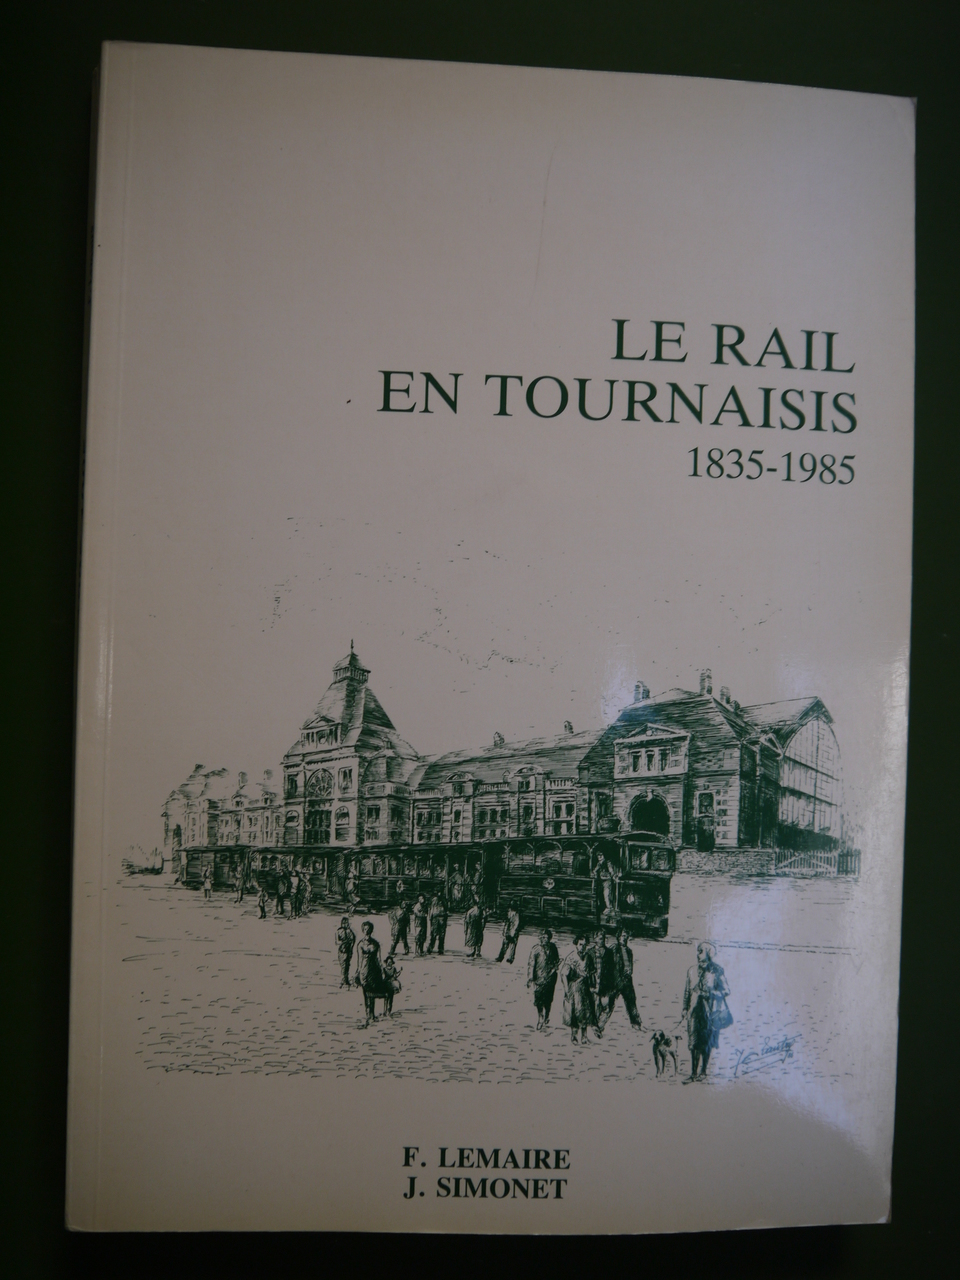 LE RAIL
EN TOURNAISIS
1835-1985
F. LEMAIRE
J. SIMONET